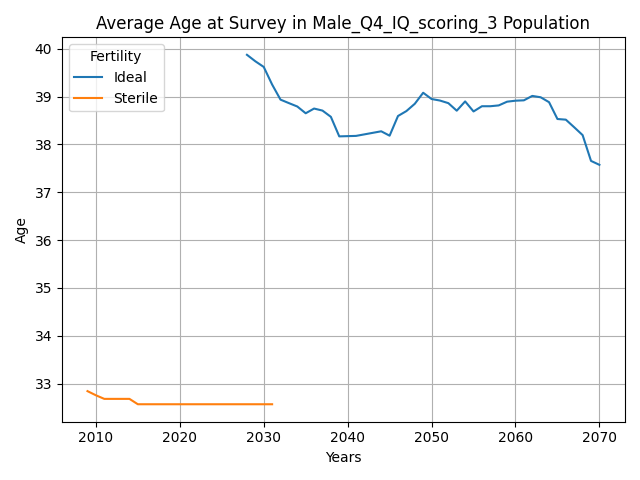 Average Age at Survey in Male_Q4_IQ_scoring_3 Population
Fertility
Ideal
Sterile
Age
40
39
38
37
36
35
34
33
2010 2020 2030 2040 2050 2060 2070
Years